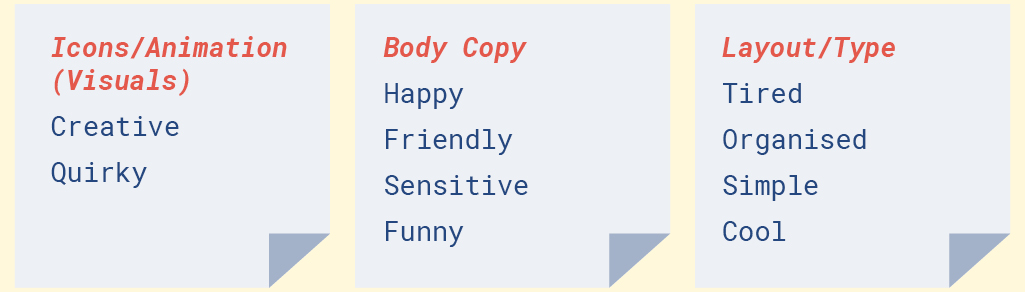 Icons/Animation
(Visuals)
Creative
Quirky
Body Copy
Happy
Friendly
Sensitive
Funny
Layout/Type
Tired
Organised
Simple
Cool